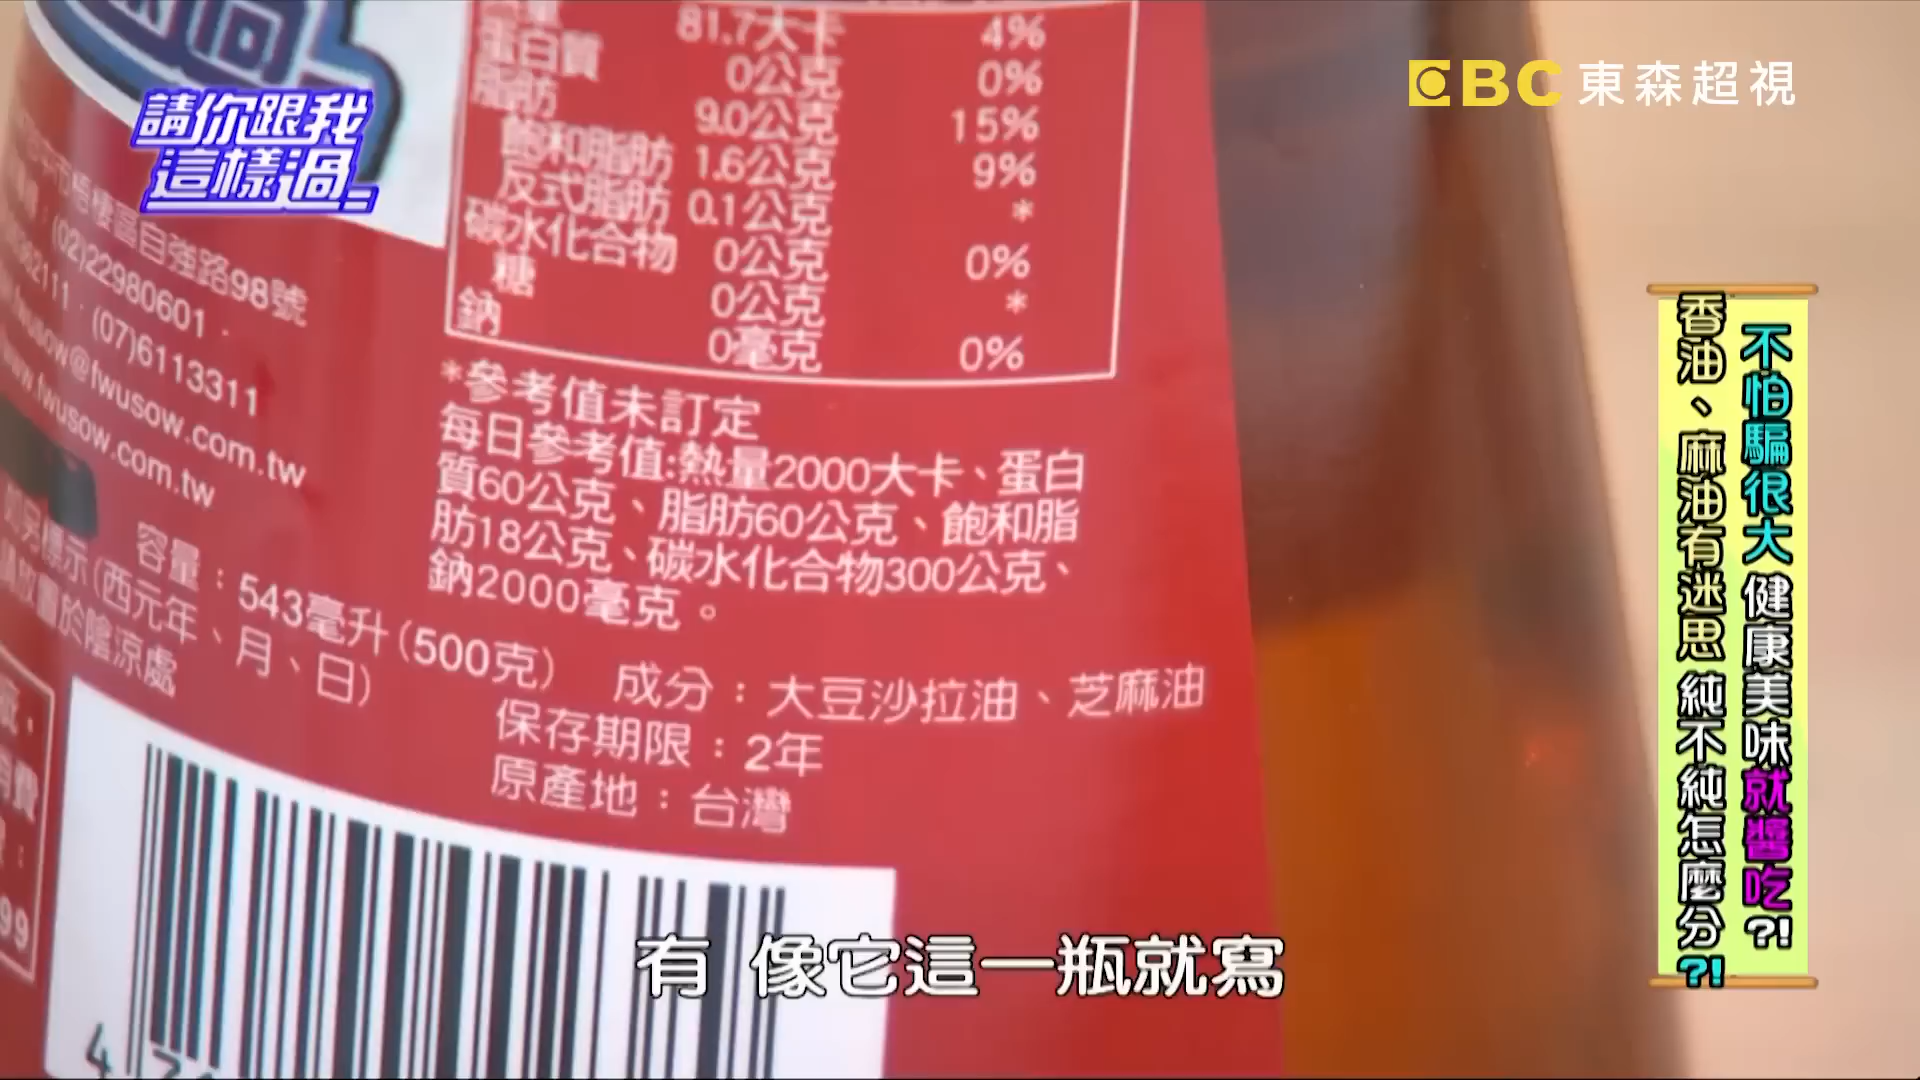 EBC 東森超視
請你跟我
這樣過
81.7大卡 4%
蛋白質 0公克 0%
脂肪 9.0公克 15%
飽和脂肪 1.6公克 9%
反式脂肪 0.1公克 *
碳水化合物 0公克 0%
糖 0公克 *
鈉 0毫克 0%
*參考值未訂定
每日參考值:熱量2000大卡、蛋白
質60公克、脂肪60公克、飽和脂
肪18公克、碳水化合物300公克、
鈉2000毫克。
梧棲區自強路98號
(02)22980601.
(07)6113311
@fwusow.com.tw
www.fwusow.com.tw
容量：543毫升(500克)
標示(西元年、月、日)
於陰涼處
成分：大豆沙拉油、芝麻油
保存期限：2年
原產地：台灣
99
4
不怕騙很大 健康美味就醬吃?!
香油、麻油有迷思 純不純怎麼分?!
有 像它這一瓶就寫